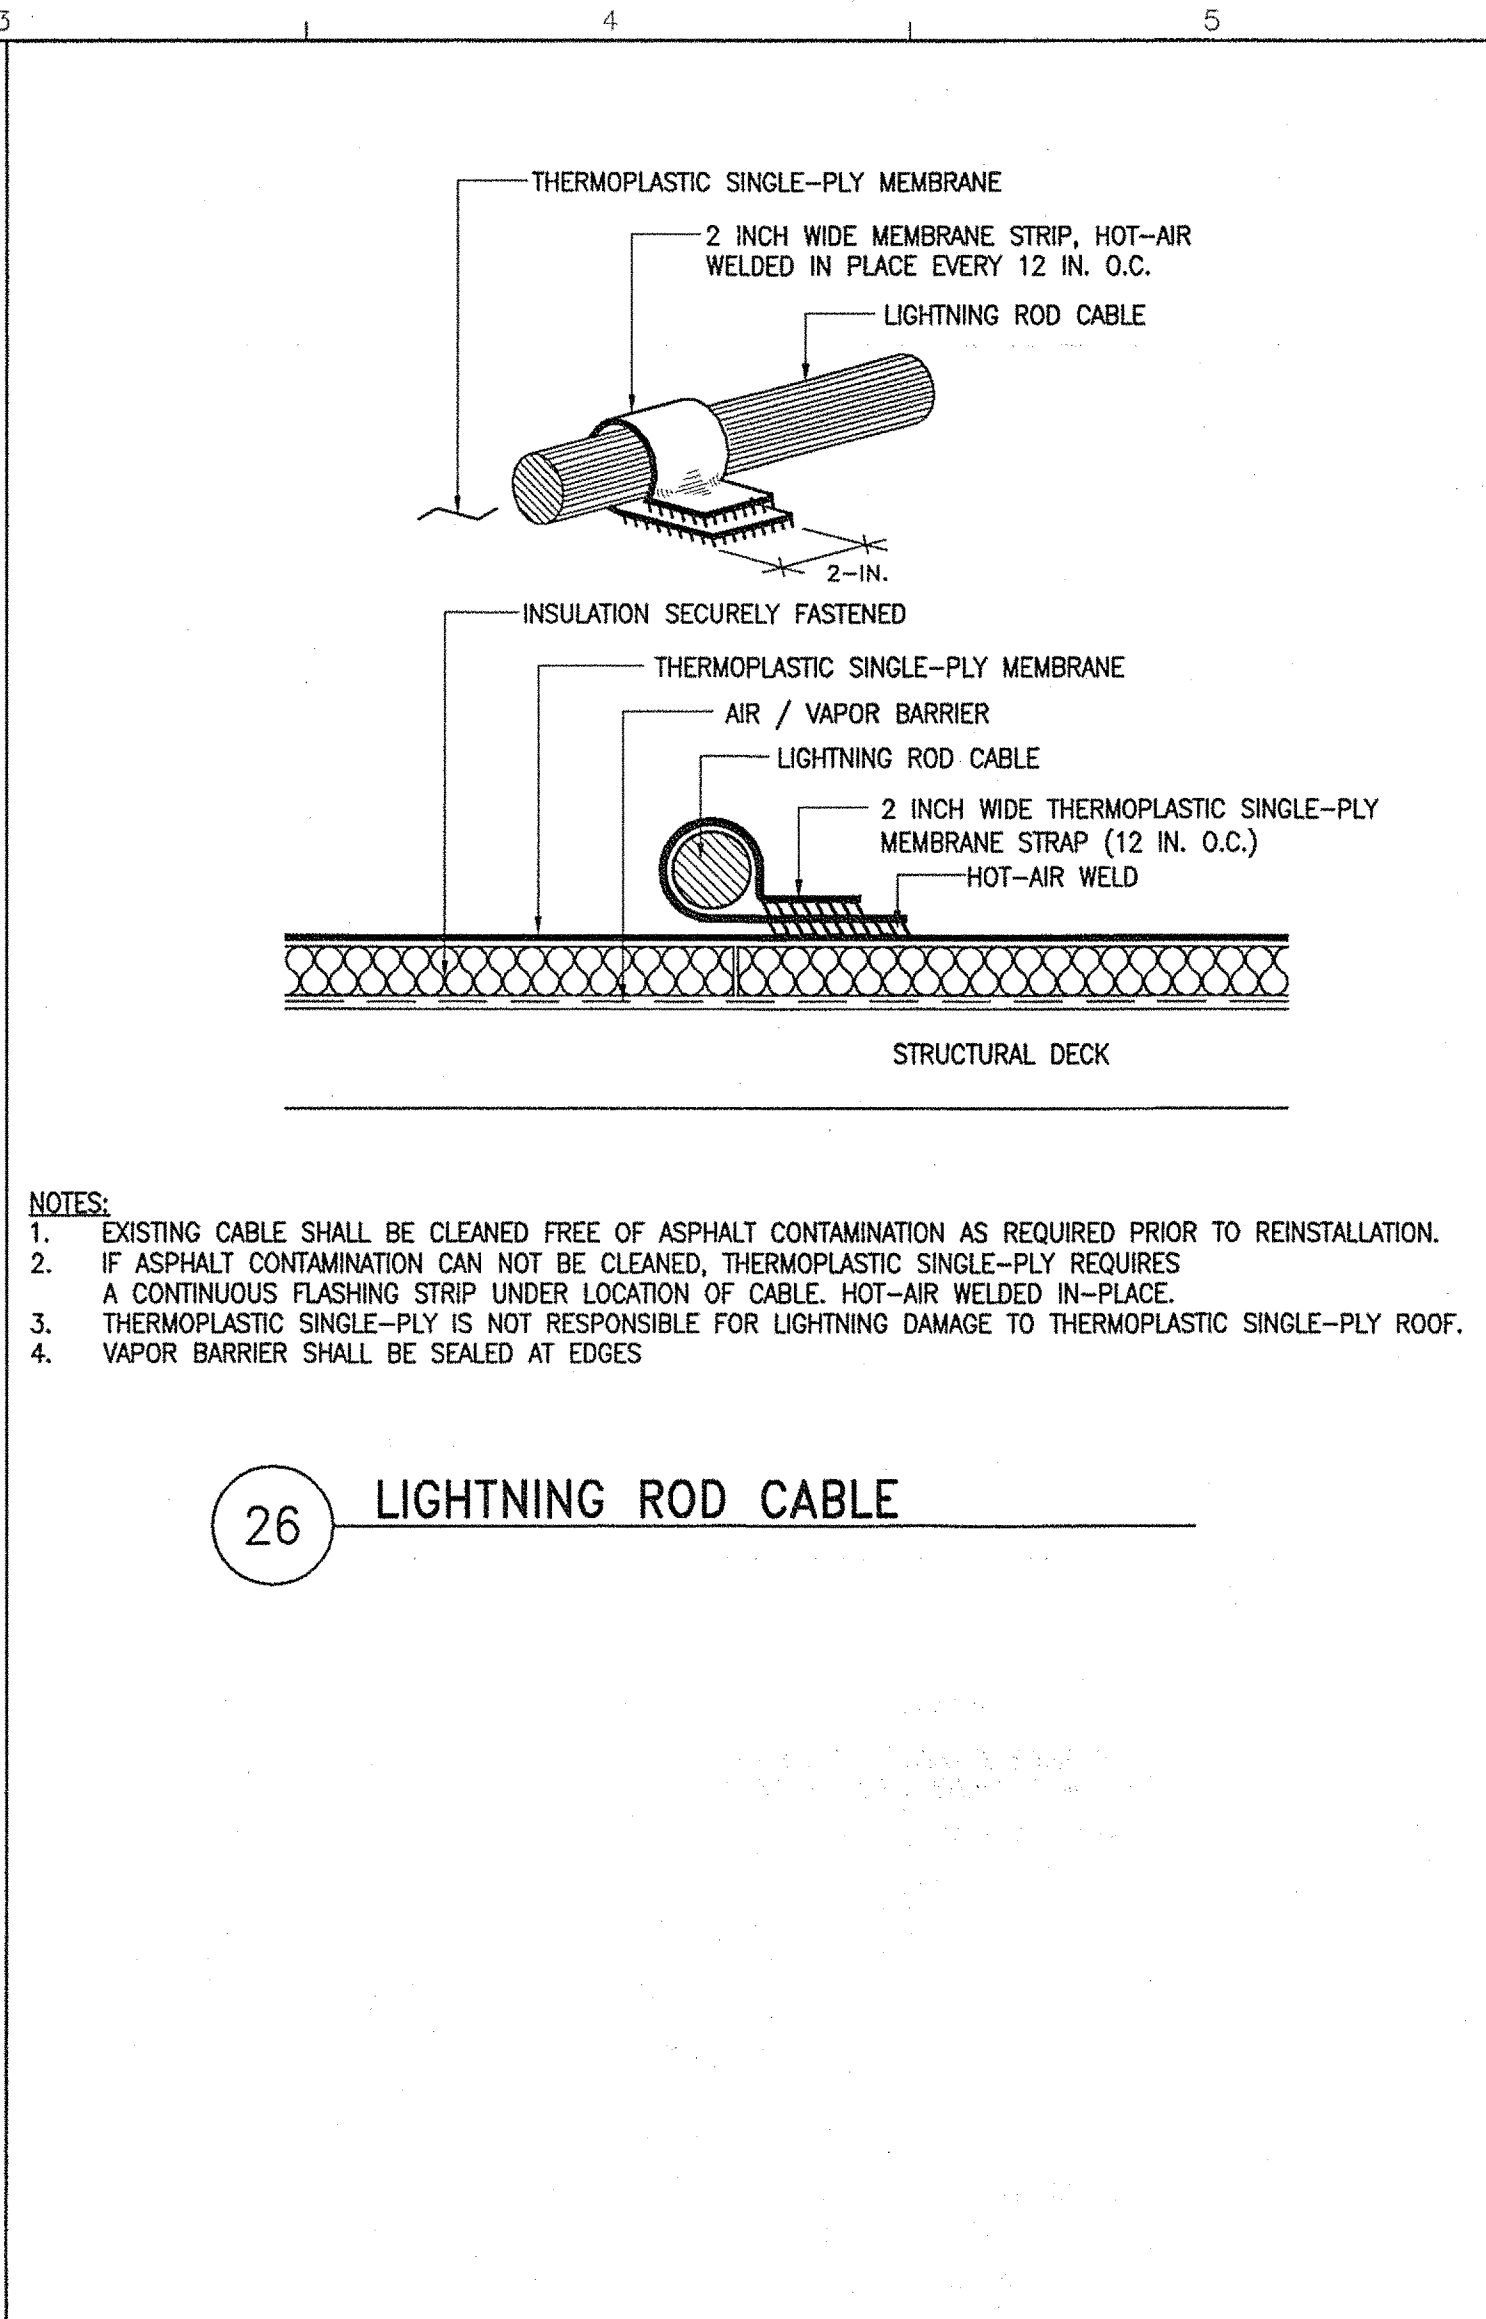 3 4 5
THERMOPLASTIC SINGLE-PLY MEMBRANE
2 INCH WIDE MEMBRANE STRIP, HOT-AIR
WELDED IN PLACE EVERY 12 IN. O.C.
LIGHTNING ROD CABLE
2-IN.
INSULATION SECURELY FASTENED
THERMOPLASTIC SINGLE-PLY MEMBRANE
AIR / VAPOR BARRIER
LIGHTNING ROD CABLE
2 INCH WIDE THERMOPLASTIC SINGLE-PLY
MEMBRANE STRAP (12 IN. O.C.)
HOT-AIR WELD
STRUCTURAL DECK
NOTES:
1. EXISTING CABLE SHALL BE CLEANED FREE OF ASPHALT CONTAMINATION AS REQUIRED PRIOR TO REINSTALLATION.
2. IF ASPHALT CONTAMINATION CAN NOT BE CLEANED, THERMOPLASTIC SINGLE-PLY REQUIRES
A CONTINUOUS FLASHING STRIP UNDER LOCATION OF CABLE. HOT-AIR WELDED IN-PLACE.
3. THERMOPLASTIC SINGLE-PLY IS NOT RESPONSIBLE FOR LIGHTNING DAMAGE TO THERMOPLASTIC SINGLE-PLY ROOF.
4. VAPOR BARRIER SHALL BE SEALED AT EDGES
26 LIGHTNING ROD CABLE